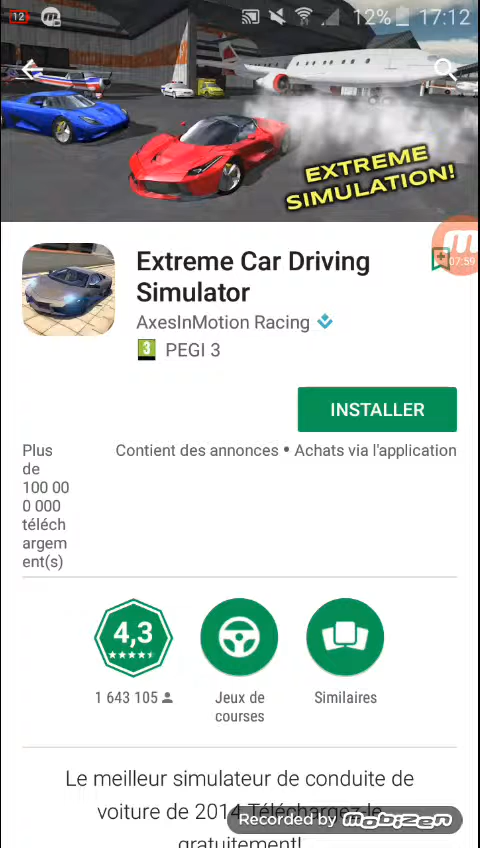 12
12% 17:12
EXTREME
SIMULATION!
Extreme Car Driving
Simulator
07:59
AxesInMotion Racing
3 PEGI 3
INSTALLER
Plus
de
100 00
0 000
téléch
argem
ent(s)
Contient des annonces • Achats via l'application
4,3
1 643 105
Jeux de
courses
Similaires
Le meilleur simulateur de conduite de
voiture de 2014 Téléchargez-le
gratuitement!
Recorded by mobizen